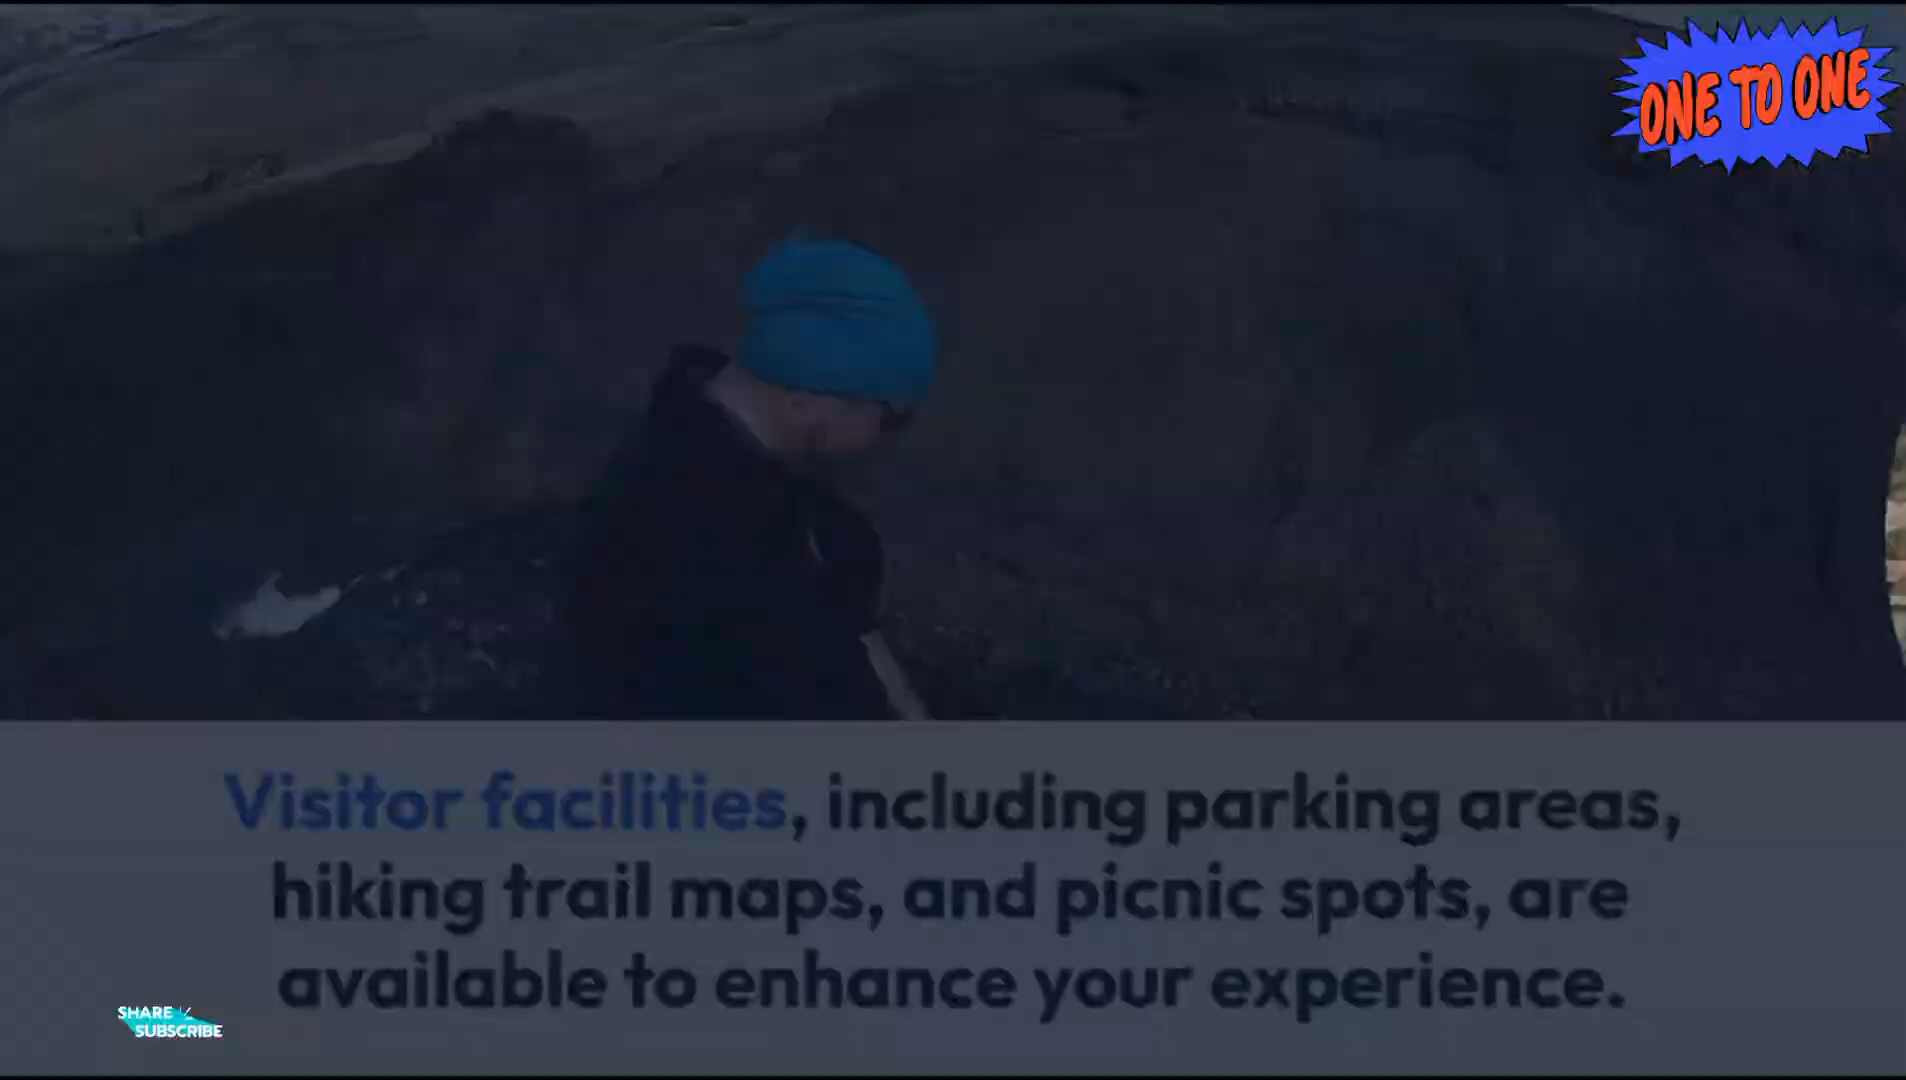 ONE TO ONE
Visitor facilities, including parking areas,
hiking trail maps, and picnic spots, are
available to enhance your experience.
SHARE
SUBSCRIBE